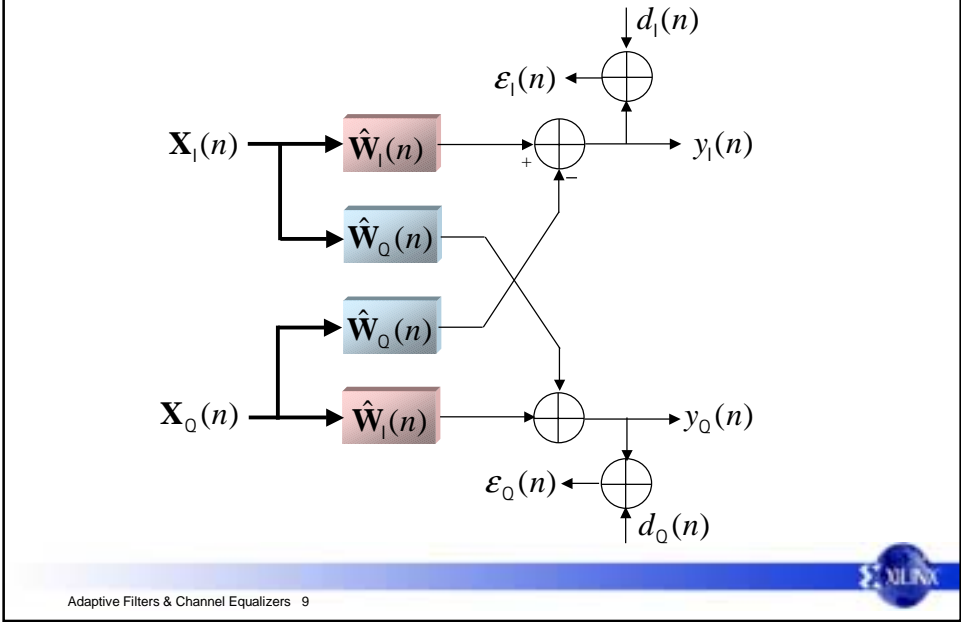 d_I(n)
ε_I(n)
𝐗_I(n) 𝐖̂_I(n) + − y_I(n)
𝐖̂_Q(n)
𝐖̂_Q(n)
𝐗_Q(n) 𝐖̂_I(n) y_Q(n)
ε_Q(n)
d_Q(n)
XILINX
Adaptive Filters & Channel Equalizers 9